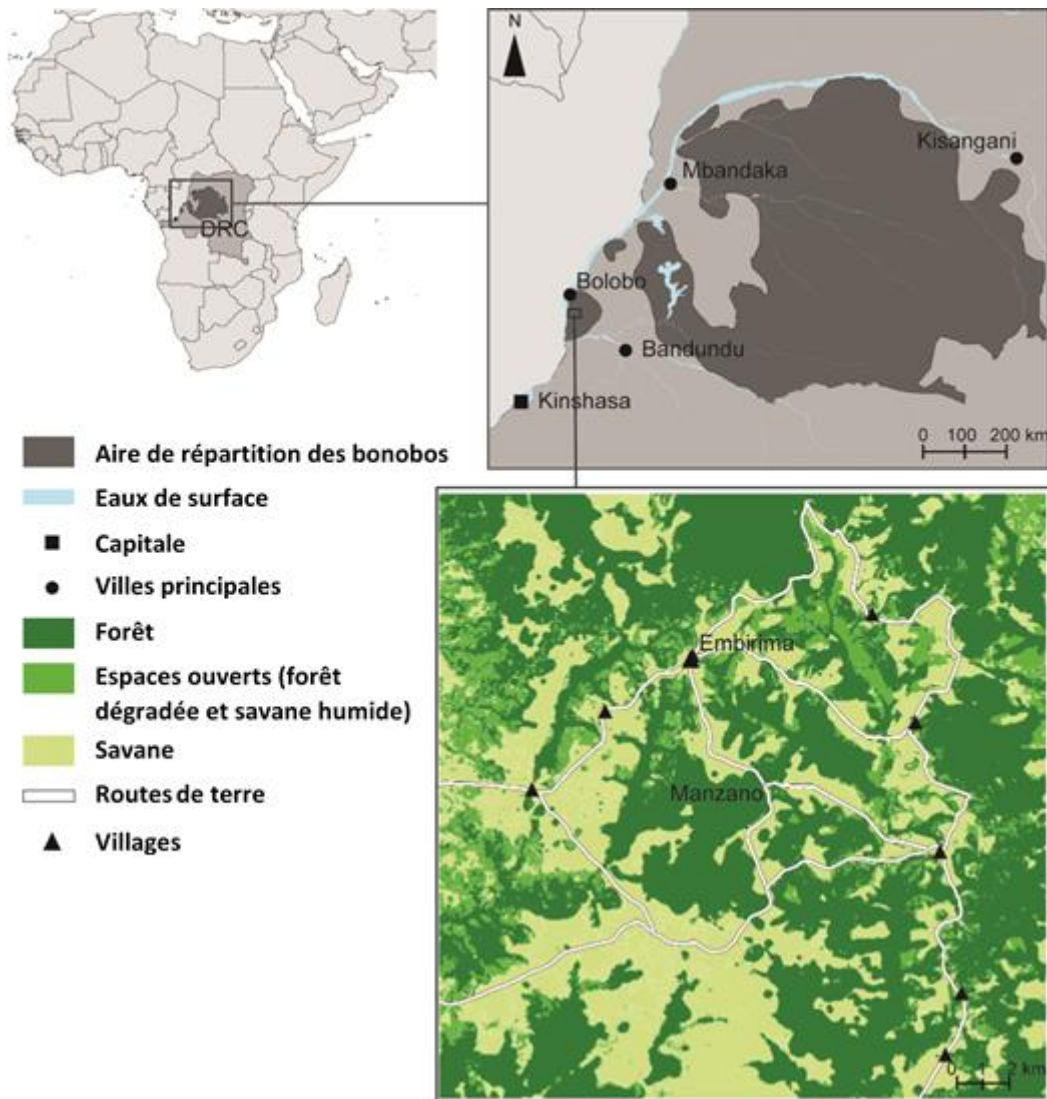 DRC
N
Kisangani
Mbandaka
Bolobo
Bandundu
Kinshasa
0 100 200 km
Aire de répartition des bonobos
Eaux de surface
Capitale
Villes principales
Forêt
Espaces ouverts (forêt
dégradée et savane humide)
Savane
Routes de terre
Villages
Embirima
Manzano
0 1 2 km